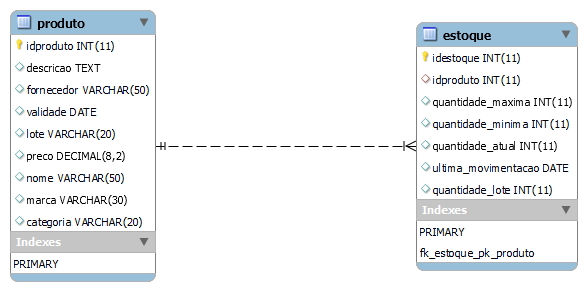 produto
idproduto INT(11)
descricao TEXT
fornecedor VARCHAR(50)
validade DATE
lote VARCHAR(20)
preco DECIMAL(8,2)
nome VARCHAR(50)
marca VARCHAR(30)
categoria VARCHAR(20)
Indexes
PRIMARY
estoque
idestoque INT(11)
idproduto INT(11)
quantidade_maxima INT(11)
quantidade_minima INT(11)
quantidade_atual INT(11)
ultima_movimentacao DATE
quantidade_lote INT(11)
Indexes
PRIMARY
fk_estoque_pk_produto